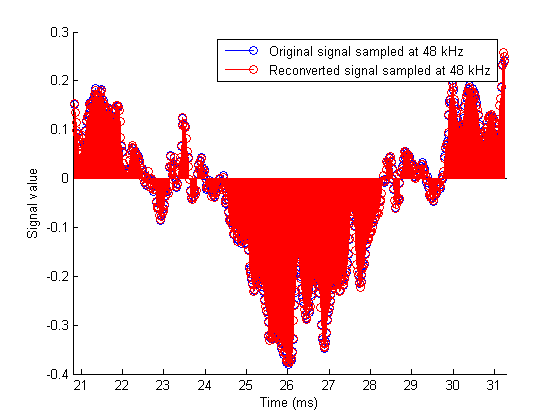 0.3
0.2
0.1
0
-0.1
-0.2
-0.3
-0.4
Signal value
Original signal sampled at 48 kHz
Reconverted signal sampled at 48 kHz
21 22 23 24 25 26 27 28 29 30 31
Time (ms)